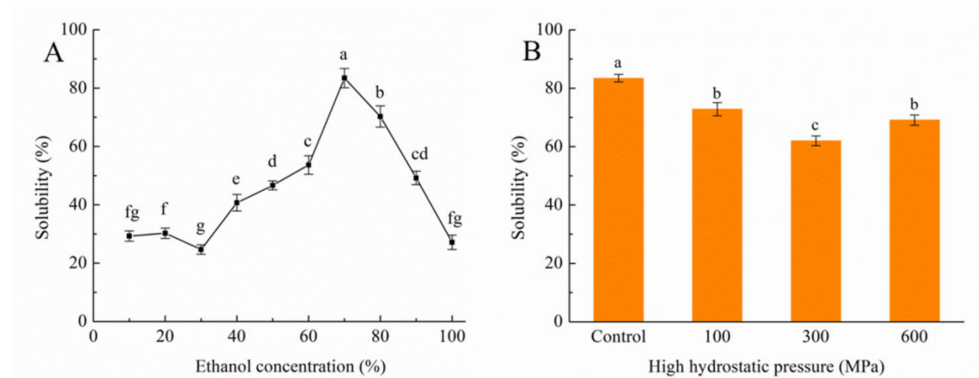 A
Solubility (%)
100
80
60
40
20
0
fg
f
g
e
d
c
a
b
cd
fg
0
20
40
60
80
100
Ethanol concentration (%)
B
Solubility (%)
100
80
60
40
20
0
a
b
c
b
Control
100
300
600
High hydrostatic pressure (MPa)